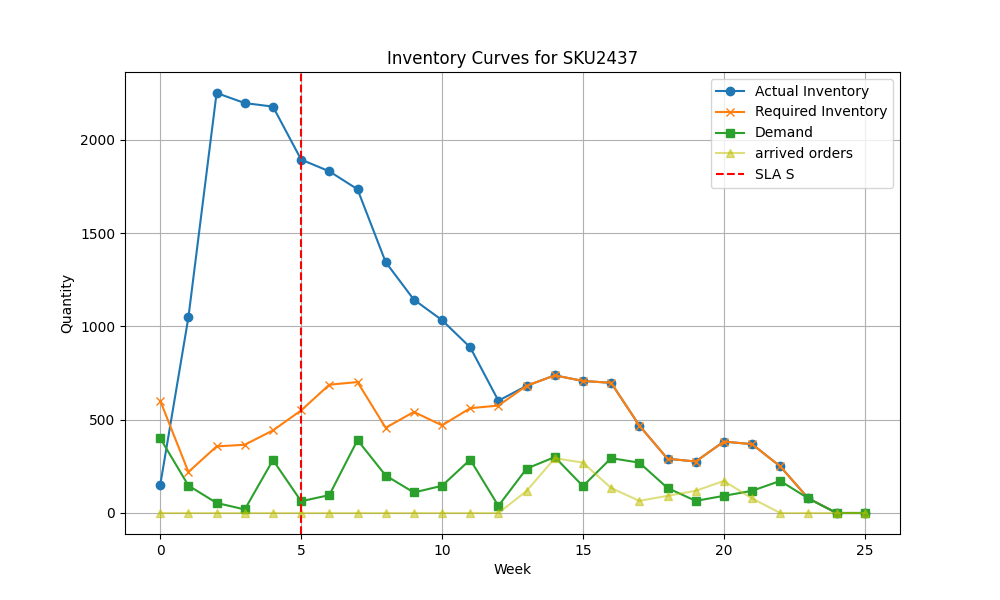 Inventory Curves for SKU2437
Actual Inventory
Required Inventory
Demand
arrived orders
SLA S
Quantity
2000
1500
1000
500
0
0 5 10 15 20 25
Week